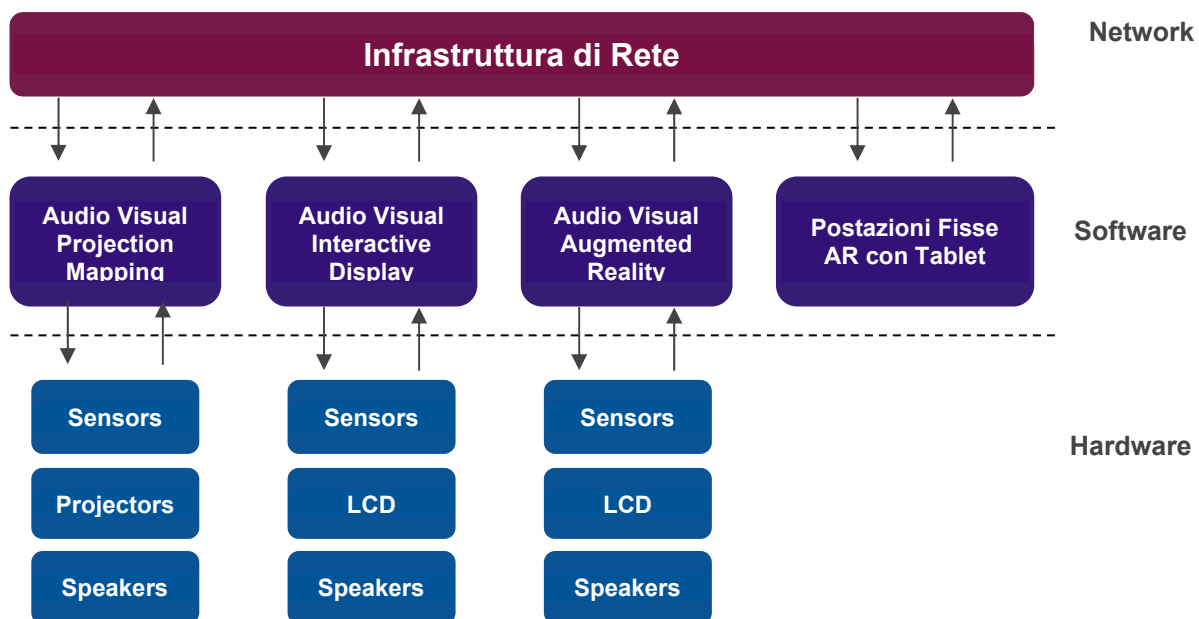 Network
Infrastruttura di Rete
Audio Visual
Projection
Mapping
Audio Visual
Interactive
Display
Audio Visual
Augmented
Reality
Postazioni Fisse
AR con Tablet
Software
Sensors
Sensors
Sensors
Hardware
Projectors
LCD
LCD
Speakers
Speakers
Speakers